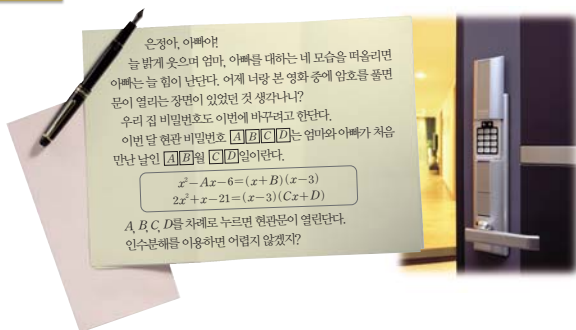 은정아, 아빠야!
늘 밝게 웃으며 엄마, 아빠를 대하는 네 모습을 떠올리면
아빠는 늘 힘이 난단다. 어제 너랑 본 영화 중에 암호를 풀면
문이 열리는 장면이 있었던 것 생각나니?
우리 집 비밀번호도 이번에 바꾸려고 한단다.
이번 달 현관 비밀번호 A B C D는 엄마와 아빠가 처음
만난 날인 A B월 C D일이란다.
x²-Ax-6=(x+B)(x-3)
2x²+x-21=(x-3)(Cx+D)
A, B, C, D를 차례로 누르면 현관문이 열린단다.
인수분해를 이용하면 어렵지 않겠지?